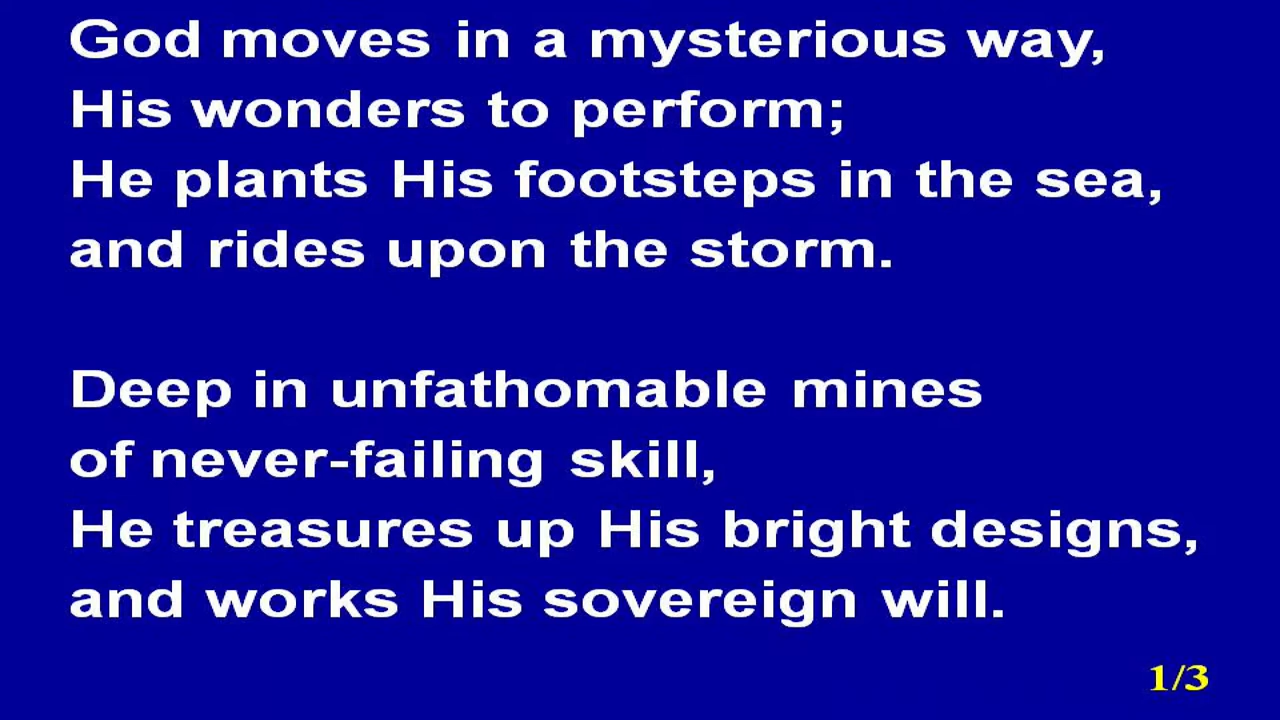 God moves in a mysterious way,
His wonders to perform;
He plants His footsteps in the sea,
and rides upon the storm.
Deep in unfathomable mines
of never-failing skill,
He treasures up His bright designs,
and works His sovereign will.
1/3